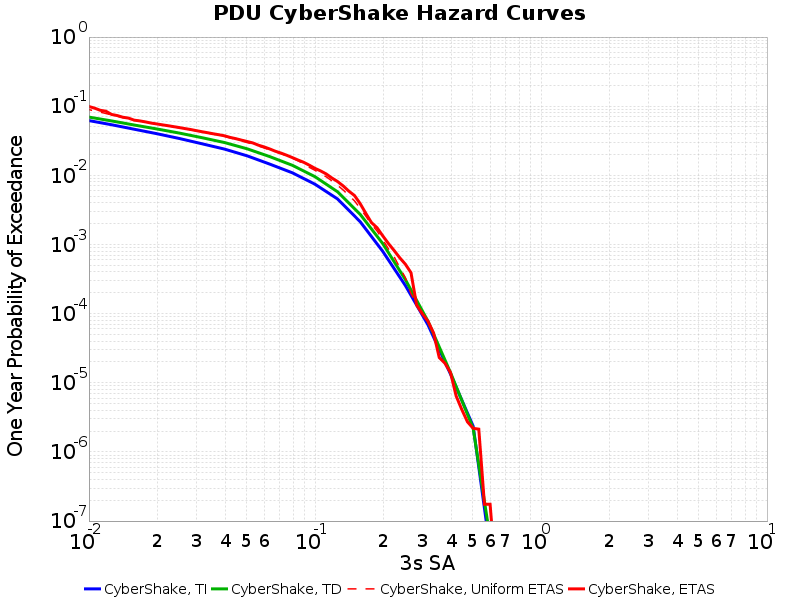 PDU CyberShake Hazard Curves
One Year Probability of Exceedance
10^0
10^-1
10^-2
10^-3
10^-4
10^-5
10^-6
10^-7
10^-2 2 3 4 5 6 10^-1 2 3 4 5 6 7 10^0 2 3 4 5 6 7 10^1
3s SA
CyberShake, TI CyberShake, TD CyberShake, Uniform ETAS CyberShake, ETAS